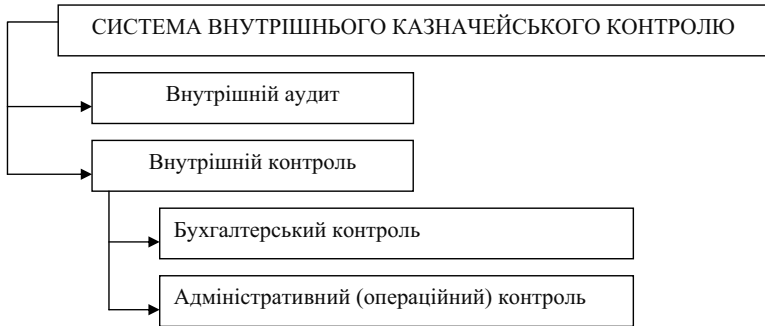 СИСТЕМА ВНУТРІШНЬОГО КАЗНАЧЕЙСЬКОГО КОНТРОЛЮ
Внутрішній аудит
Внутрішній контроль
Бухгалтерський контроль
Адміністративний (операційний) контроль